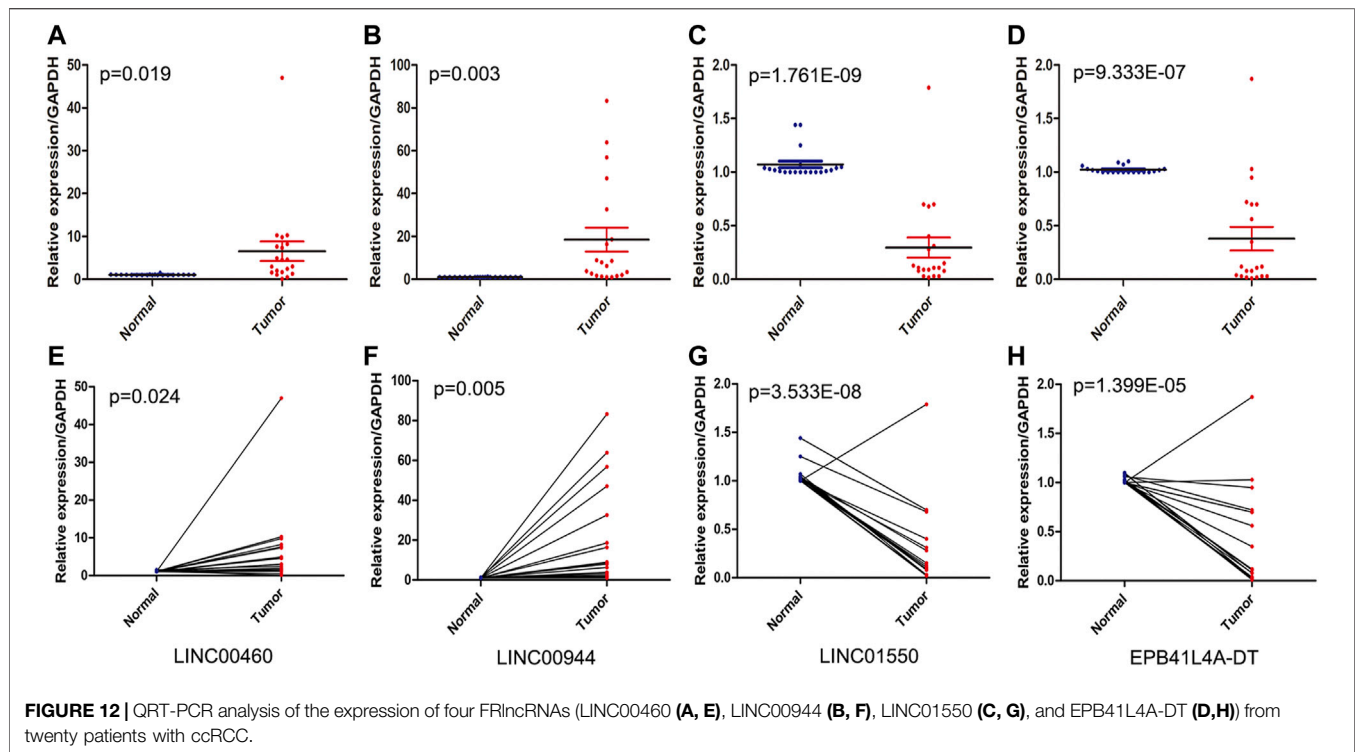 A
p=0.019
Relative expression/GAPDH
50
40
30
20
10
0
Normal
Tumor
B
p=0.003
Relative expression/GAPDH
100
80
60
40
20
0
Normal
Tumor
C
p=1.761E-09
Relative expression/GAPDH
2.0
1.5
1.0
0.5
0.0
Normal
Tumor
D
p=9.333E-07
Relative expression/GAPDH
2.0
1.5
1.0
0.5
0.0
Normal
Tumor
E
p=0.024
Relative expression/GAPDH
50
40
30
20
10
0
Normal
Tumor
LINC00460
F
p=0.005
Relative expression/GAPDH
100
80
60
40
20
0
Normal
Tumor
LINC00944
G
p=3.533E-08
Relative expression/GAPDH
2.0
1.5
1.0
0.5
0.0
Normal
Tumor
LINC01550
H
p=1.399E-05
Relative expression/GAPDH
2.0
1.5
1.0
0.5
0.0
Normal
Tumor
EPB41L4A-DT
FIGURE 12 | QRT-PCR analysis of the expression of four FRlncRNAs (LINC00460 (A, E), LINC00944 (B, F), LINC01550 (C, G), and EPB41L4A-DT (D,H)) from
twenty patients with ccRCC.